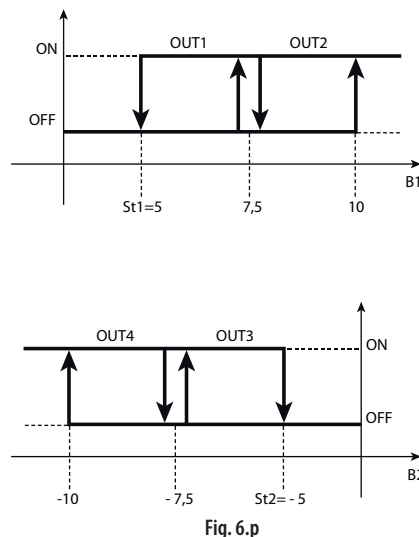 OUT1 OUT2
ON
OFF
B1
St1=5 7,5 10
OUT4 OUT3
ON
OFF
B2
-10 -7,5 St2= - 5
Fig. 6.p